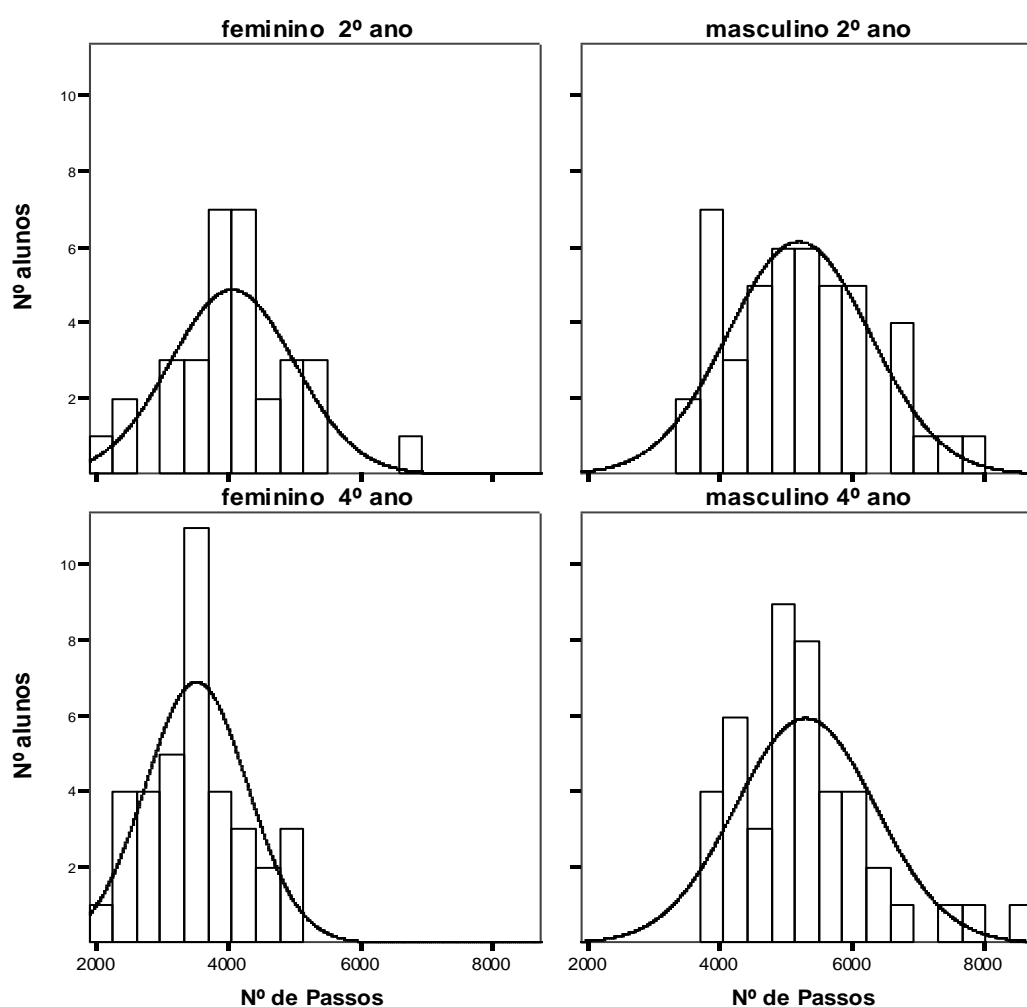 feminino 2º ano
masculino 2º ano
10
8
6
4
2
Nº alunos
feminino 4º ano
masculino 4º ano
10
8
6
4
2
Nº alunos
2000 4000 6000 8000
2000 4000 6000 8000
Nº de Passos
Nº de Passos